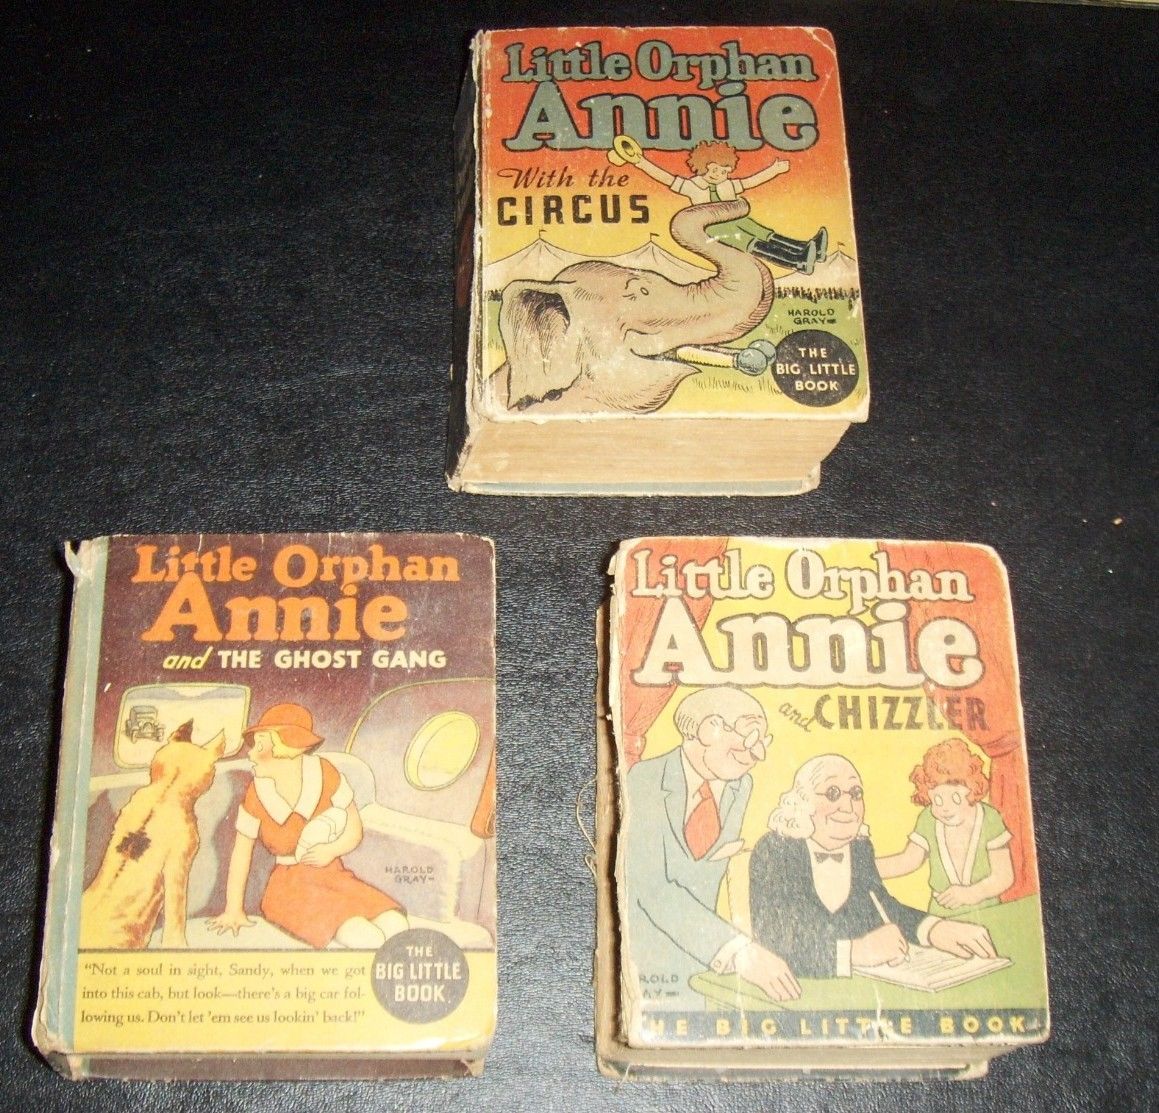 Little Orphan
Annie
With the
CIRCUS
HAROLD
GRAY
THE
BIG LITTLE
BOOK
Little Orphan
Annie
and THE GHOST GANG
HAROLD
GRAY
THE
BIG LITTLE
BOOK
"Not a soul in sight, Sandy, when we got
into this cab, but look—there's a big car fol-
lowing us. Don't let 'em see us lookin' back!"
Little Orphan
Annie
and CHIZZLER
ROLD
AY
HE BIG LITTLE BOOK